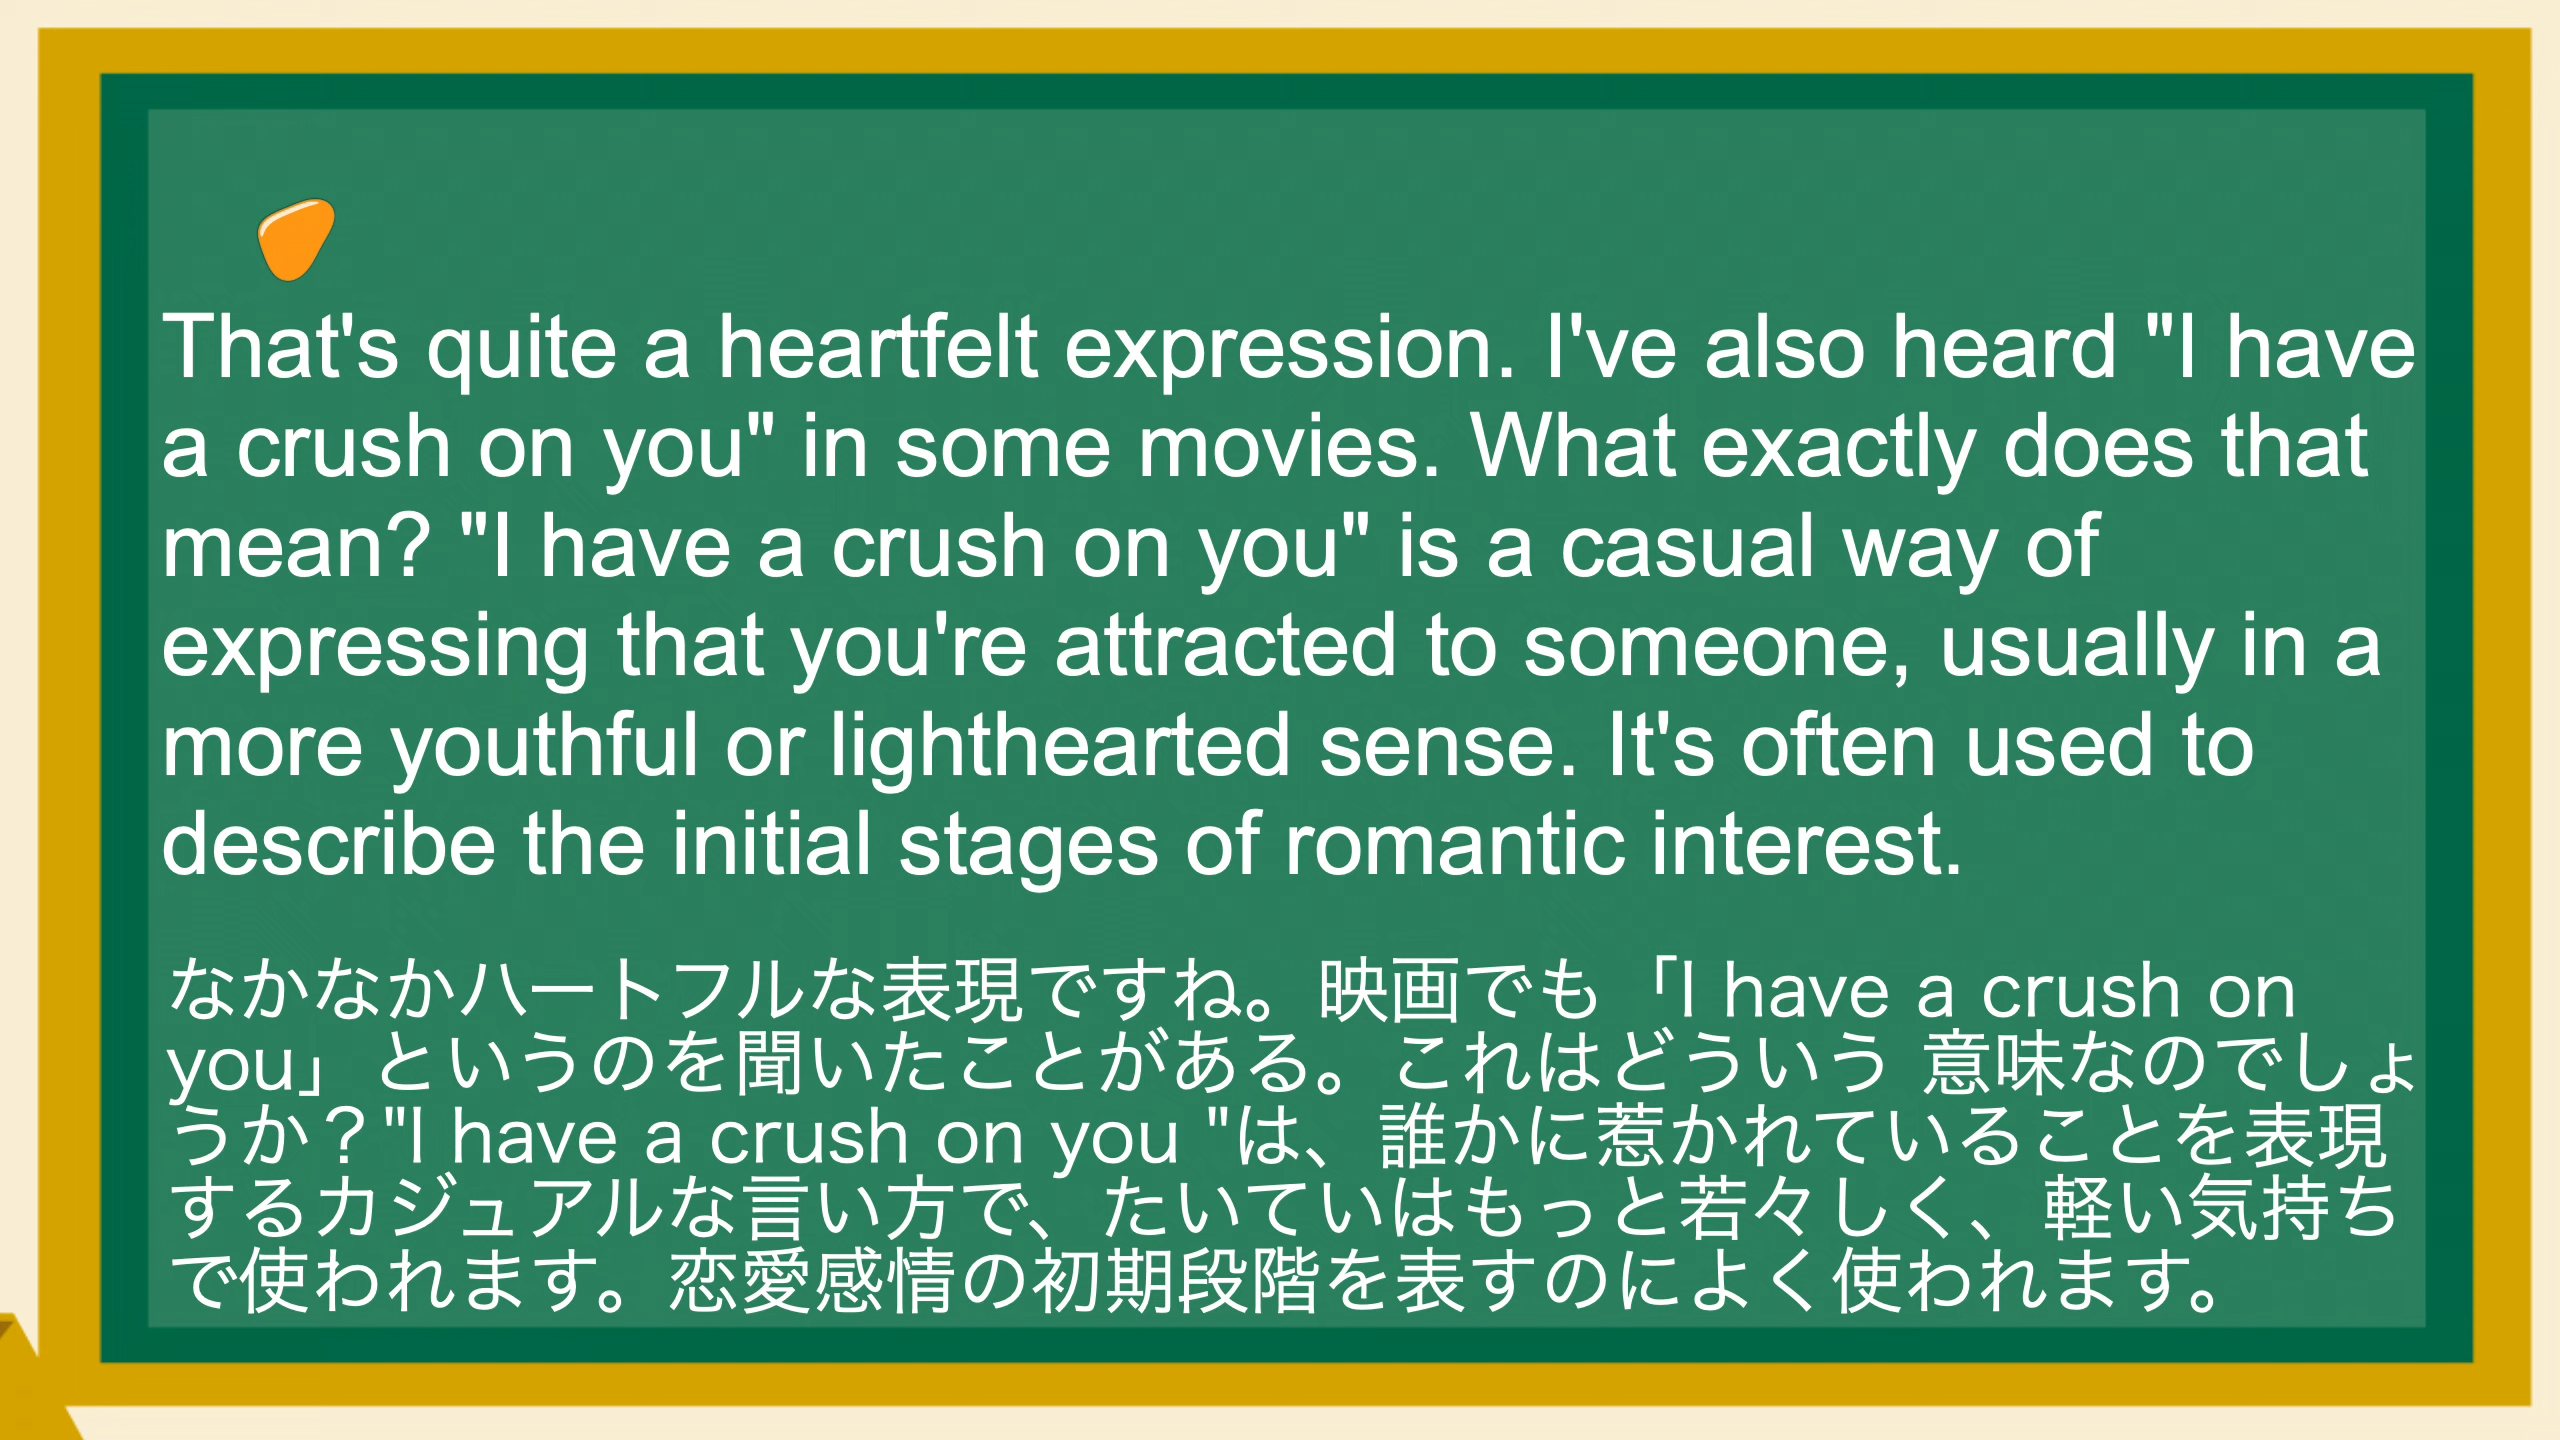 That's quite a heartfelt expression. I've also heard "I have
a crush on you" in some movies. What exactly does that
mean? "I have a crush on you" is a casual way of
expressing that you're attracted to someone, usually in a
more youthful or lighthearted sense. It's often used to
describe the initial stages of romantic interest.
なかなかハートフルな表現ですね。映画でも「I have a crush on
you」というのを聞いたことがある。これはどういう 意味なのでしょ
うか？"I have a crush on you "は、誰かに惹かれていることを表現
するカジュアルな言い方で、たいていはもっと若々しく、軽い気持ち
で使われます。恋愛感情の初期段階を表すのによく使われます。